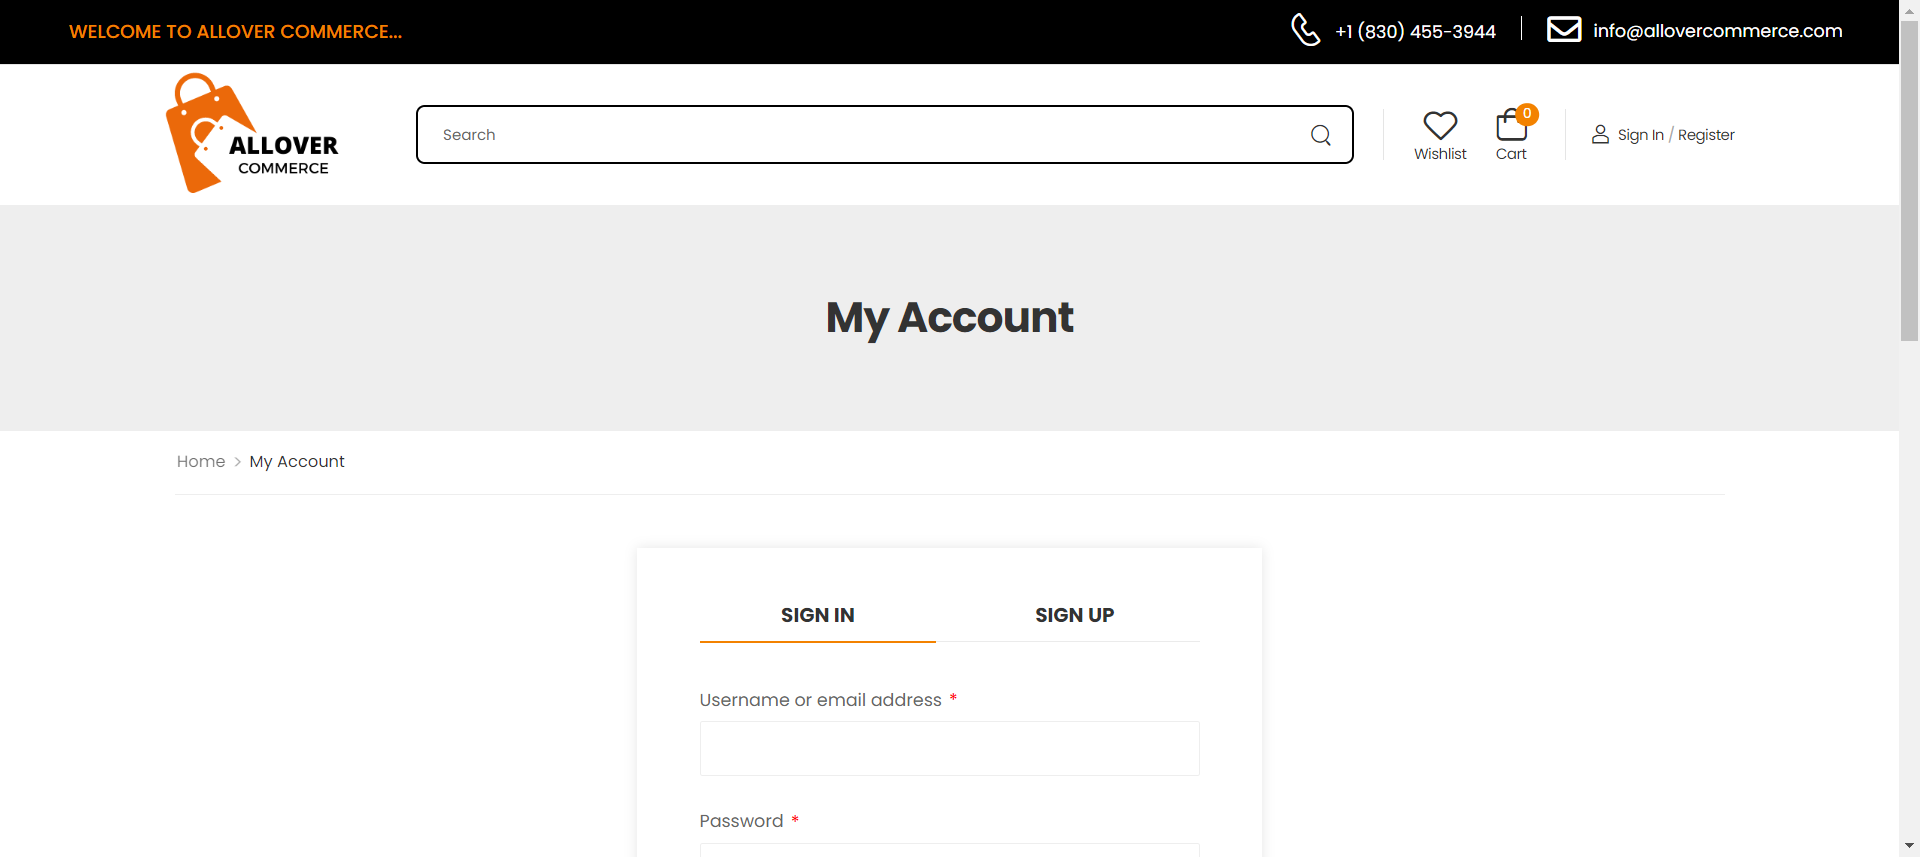 WELCOME TO ALLOVER COMMERCE...
+1 (830) 455-3944
info@allovercommerce.com
ALLOVER
COMMERCE
Search
Wishlist
0
Cart
Sign In / Register
My Account
Home > My Account
SIGN IN
SIGN UP
Username or email address *
Password *